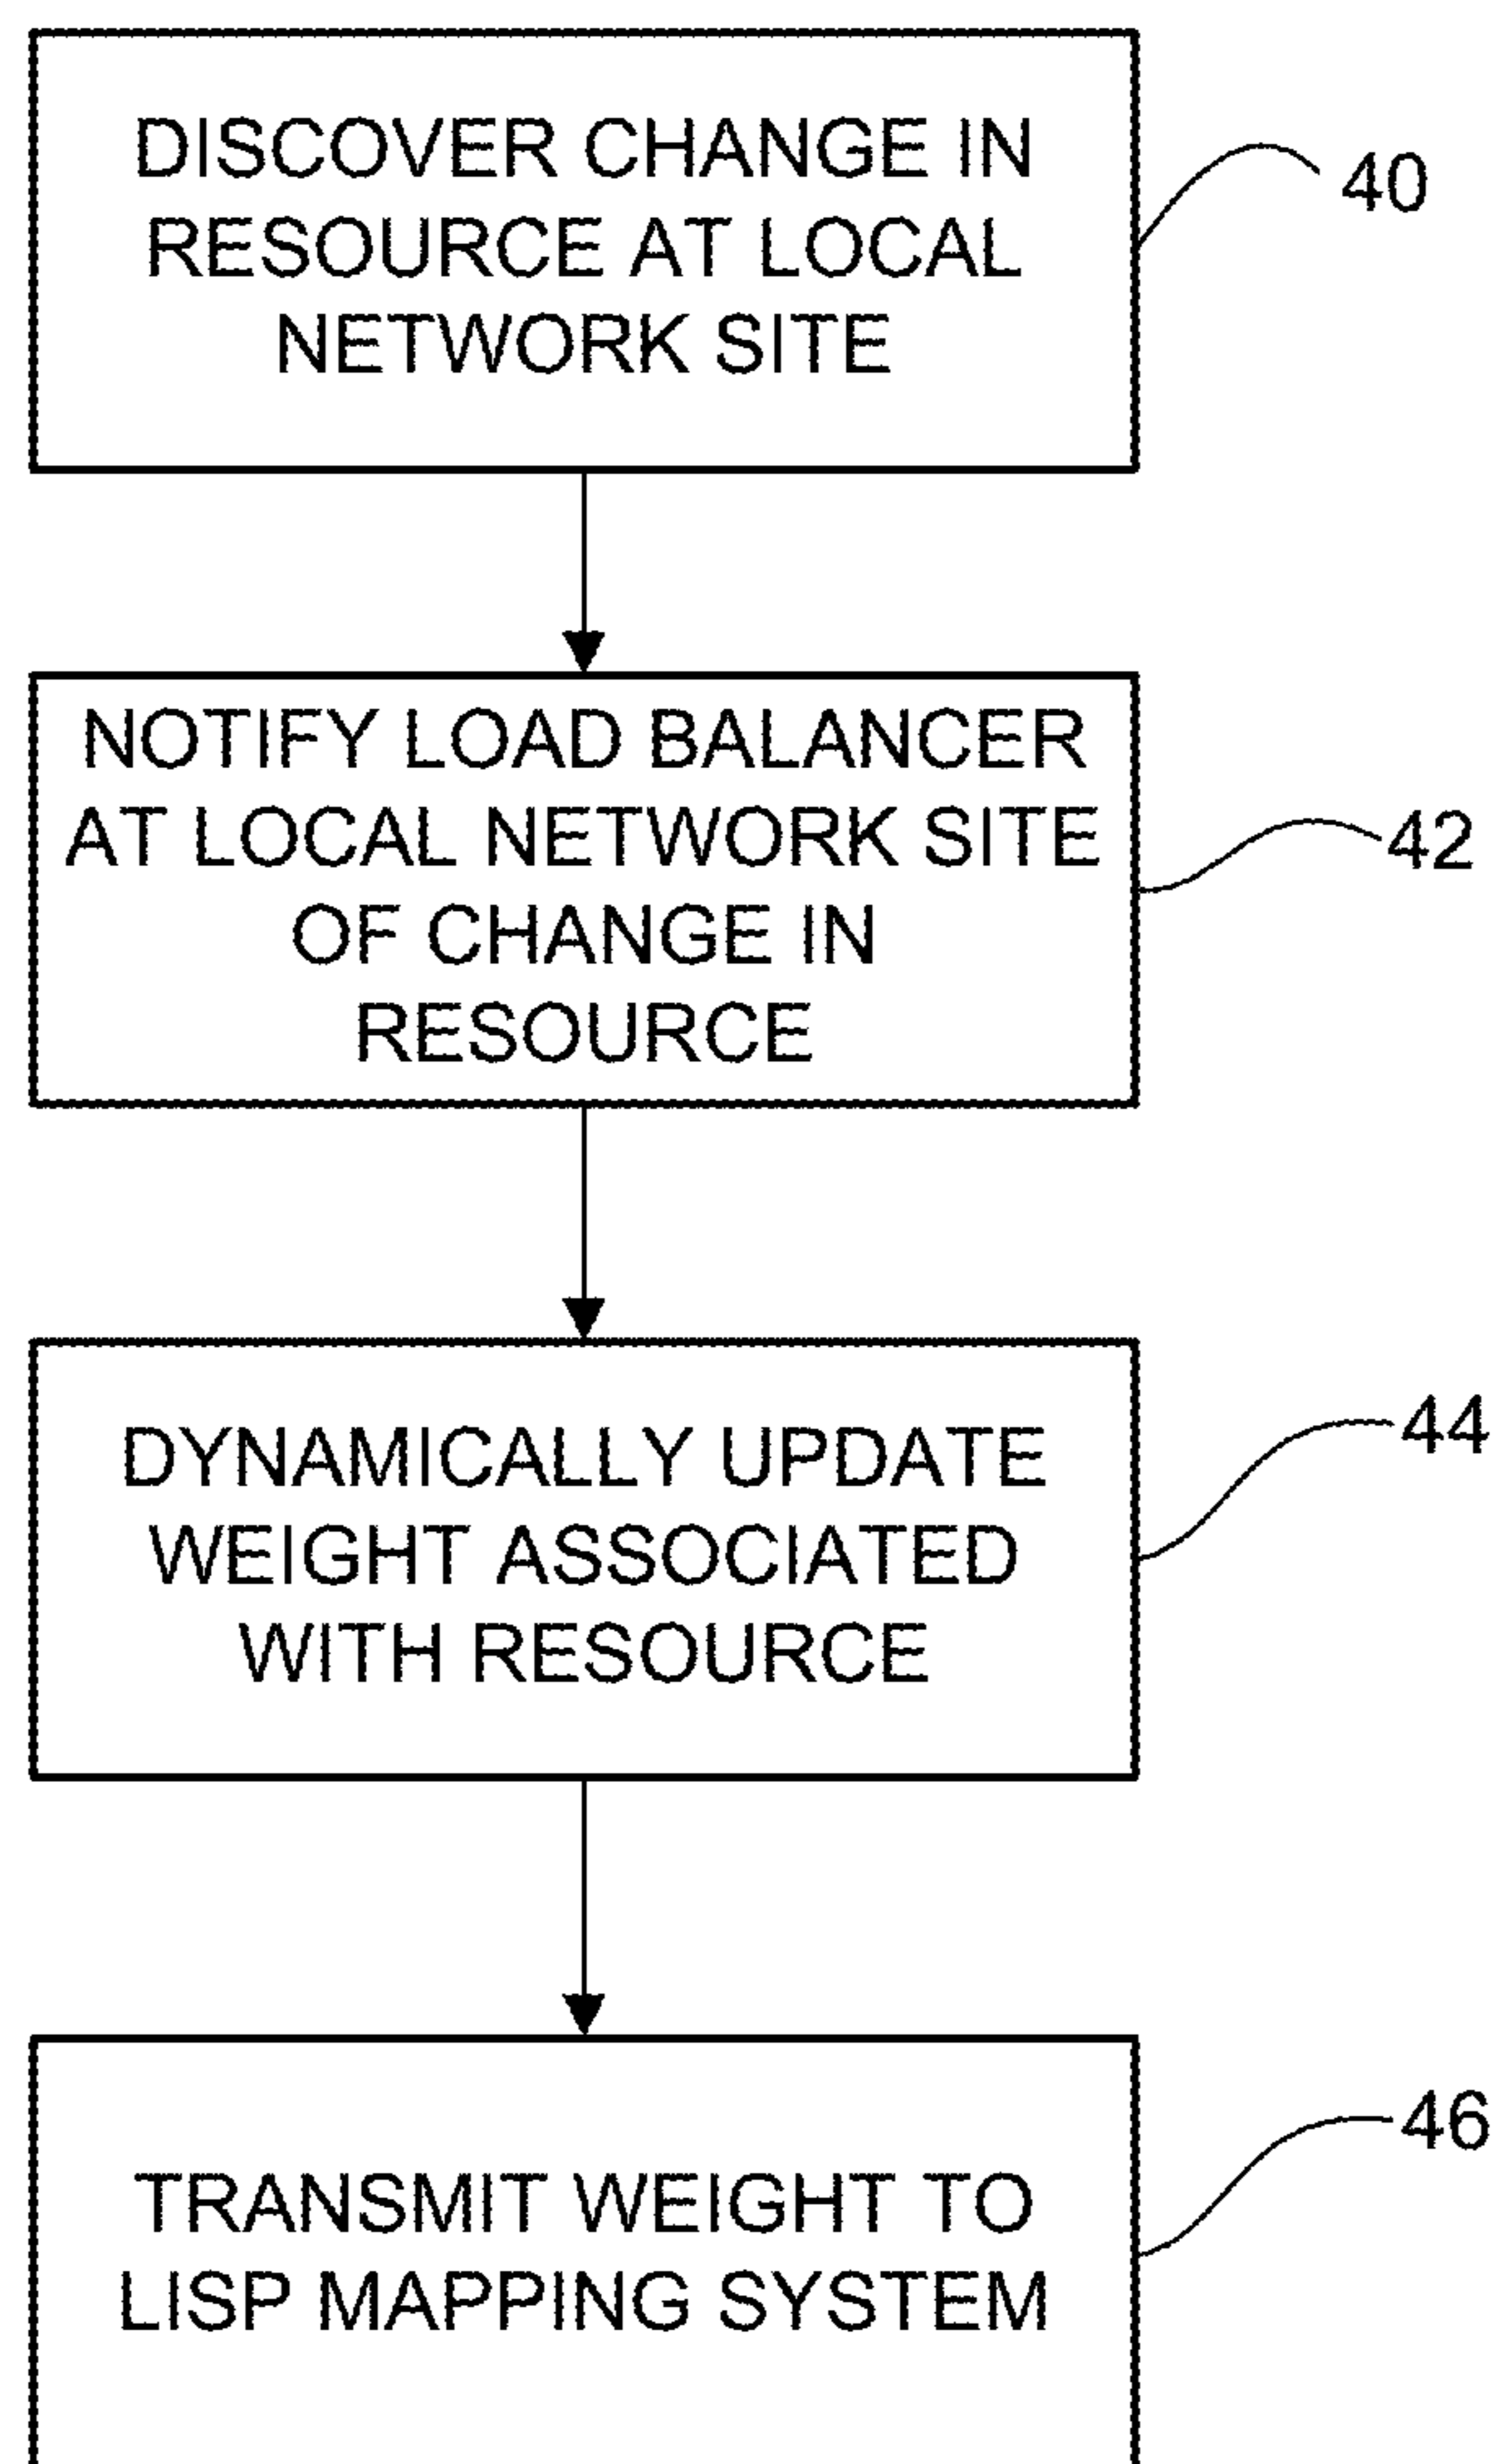 DISCOVER CHANGE IN
RESOURCE AT LOCAL
NETWORK SITE
40
NOTIFY LOAD BALANCER
AT LOCAL NETWORK SITE
OF CHANGE IN
RESOURCE
42
DYNAMICALLY UPDATE
WEIGHT ASSOCIATED
WITH RESOURCE
44
TRANSMIT WEIGHT TO
LISP MAPPING SYSTEM
46